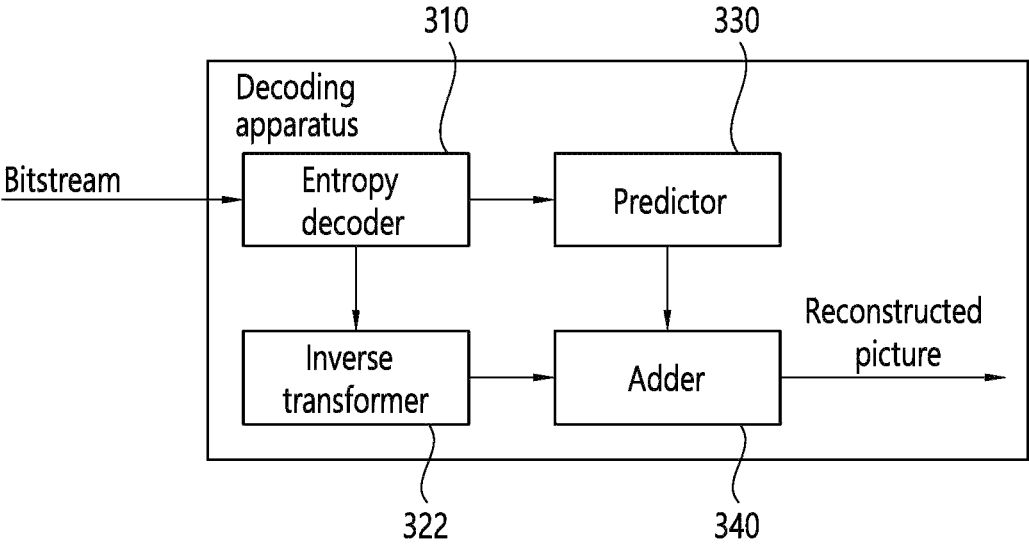 310
330
Decoding
apparatus
Bitstream
Entropy
decoder
Predictor
Inverse
transformer
Adder
Reconstructed
picture
322
340